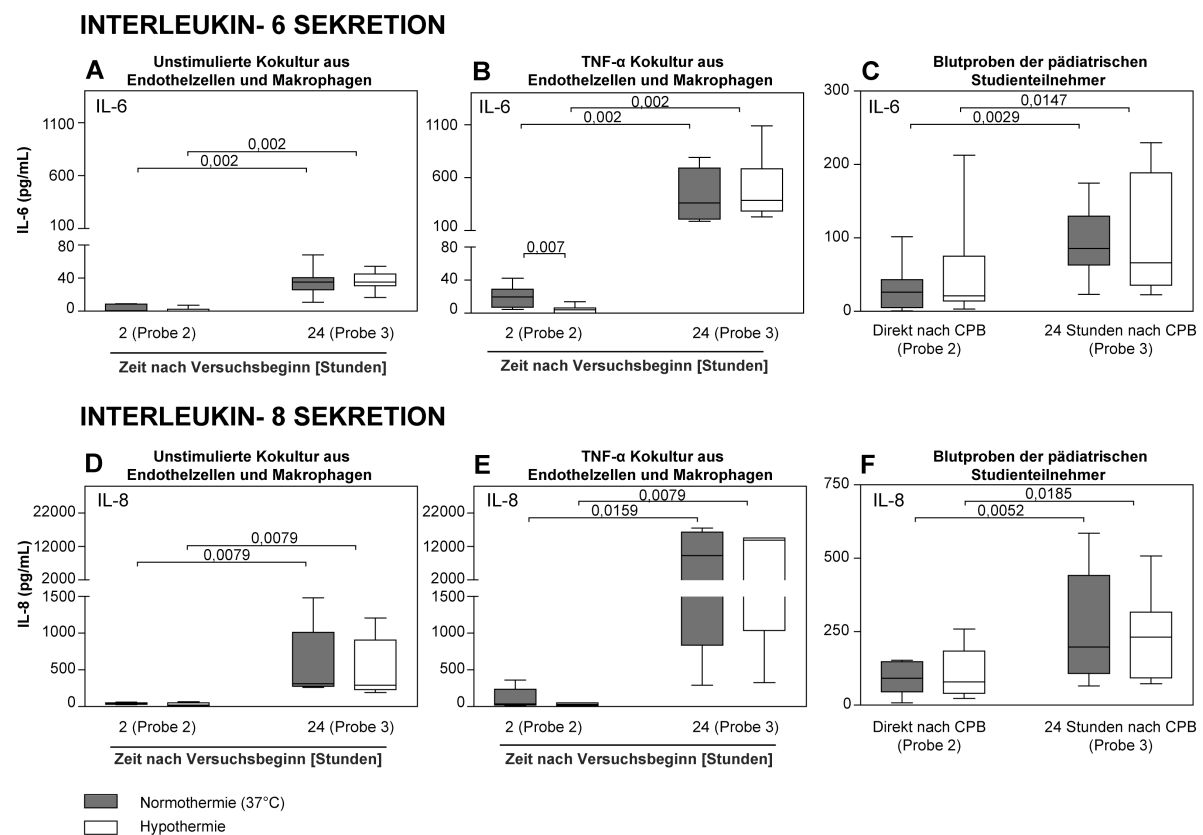 INTERLEUKIN- 6 SEKRETION
A
Unstimulierte Kokultur aus
Endothelzellen und Makrophagen
IL-6
IL-6 (pg/mL)
1100
600
100
80
40
0
0,002
0,002
2 (Probe 2)
24 (Probe 3)
Zeit nach Versuchsbeginn [Stunden]
B
TNF-α Kokultur aus
Endothelzellen und Makrophagen
IL-6
1100
600
100
80
40
0
0,002
0,002
0,007
2 (Probe 2)
24 (Probe 3)
Zeit nach Versuchsbeginn [Stunden]
C
Blutproben der pädiatrischen
Studienteilnehmer
IL-6
300
200
100
0
0,0147
0,0029
Direkt nach CPB
(Probe 2)
24 Stunden nach CPB
(Probe 3)
INTERLEUKIN- 8 SEKRETION
D
Unstimulierte Kokultur aus
Endothelzellen und Makrophagen
IL-8
IL-8 (pg/mL)
22000
12000
2000
1500
1000
500
0
0,0079
0,0079
2 (Probe 2)
24 (Probe 3)
Zeit nach Versuchsbeginn [Stunden]
E
TNF-α Kokultur aus
Endothelzellen und Makrophagen
IL-8
22000
12000
2000
1500
1000
500
0
0,0079
0,0159
2 (Probe 2)
24 (Probe 3)
Zeit nach Versuchsbeginn [Stunden]
F
Blutproben der pädiatrischen
Studienteilnehmer
IL-8
750
500
250
0
0,0185
0,0052
Direkt nach CPB
(Probe 2)
24 Stunden nach CPB
(Probe 3)
Normothermie (37°C)
Hypothermie